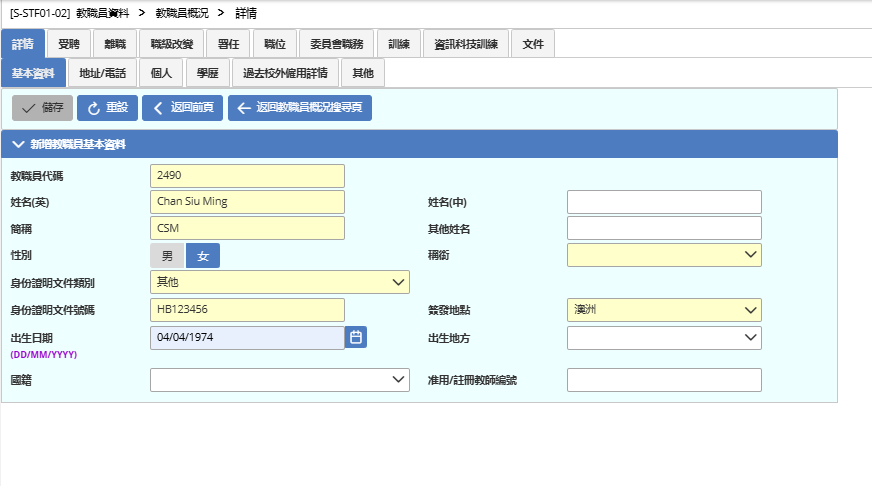 [S-STF01-02] 教職員資料 > 教職員概況 > 詳情
詳情 受聘 離職 職級改變 署任 職位 委員會職務 訓練 資訊科技訓練 文件
基本資料 地址/電話 個人 學歷 過去校外僱用詳情 其他
儲存 重設 返回前頁 返回教職員概況搜尋頁
新增教職員基本資料
教職員代碼 2490
姓名(英) Chan Siu Ming 姓名(中)
簡稱 CSM 其他姓名
性別 男 女 稱銜
身份證明文件類別 其他
身份證明文件號碼 HB123456 簽發地點 澳洲
出生日期 04/04/1974 出生地方
(DD/MM/YYYY)
國籍 准用/註冊教師編號